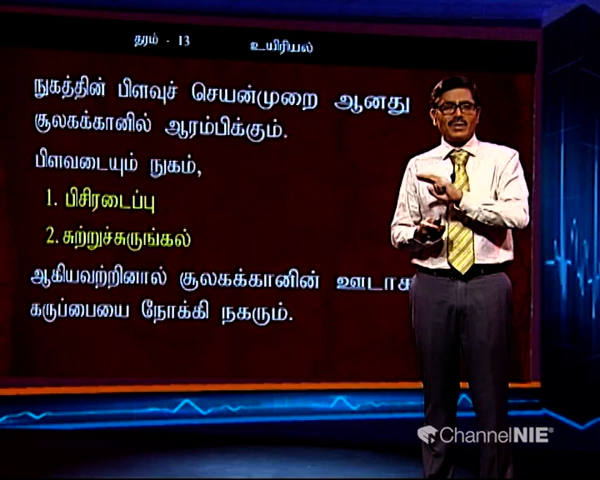 தரம் - 13 உயிரியல்
நுகத்தின் பிளவுச் செயன்முறை ஆனது
சூலகக்கானில் ஆரம்பிக்கும்.
பிளவடையும் நுகம்,
1. பிசிரடைப்பு
2. சுற்றுச்சுருங்கல்
ஆகியவற்றினால் சூலகக்கானின் ஊடாக
கருப்பையை நோக்கி நகரும்.
ChannelNIE®